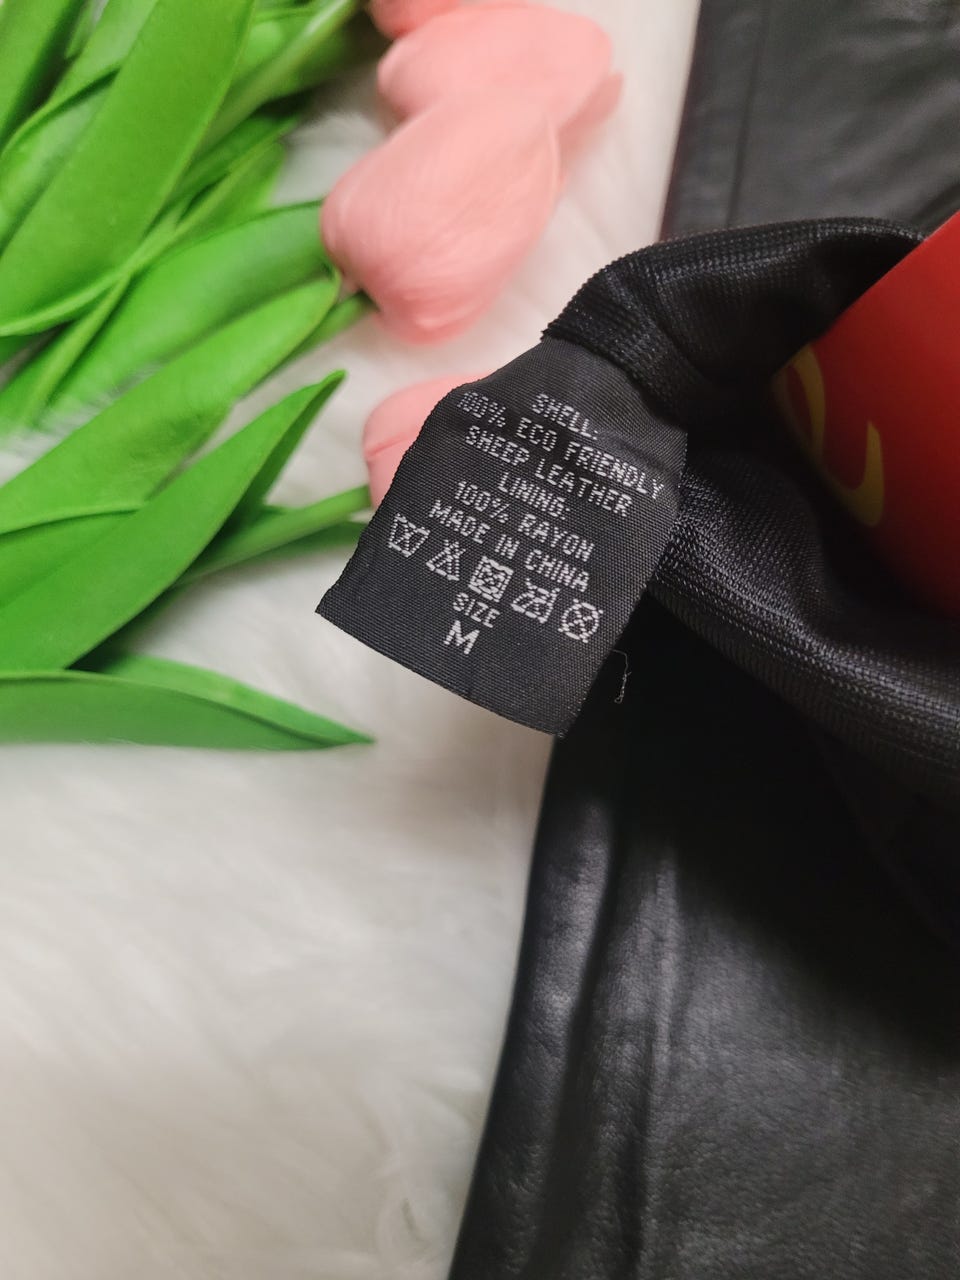 SHELL:
100% ECO FRIENDLY
SHEEP LEATHER
LINING:
100% RAYON
MADE IN CHINA
SIZE
M